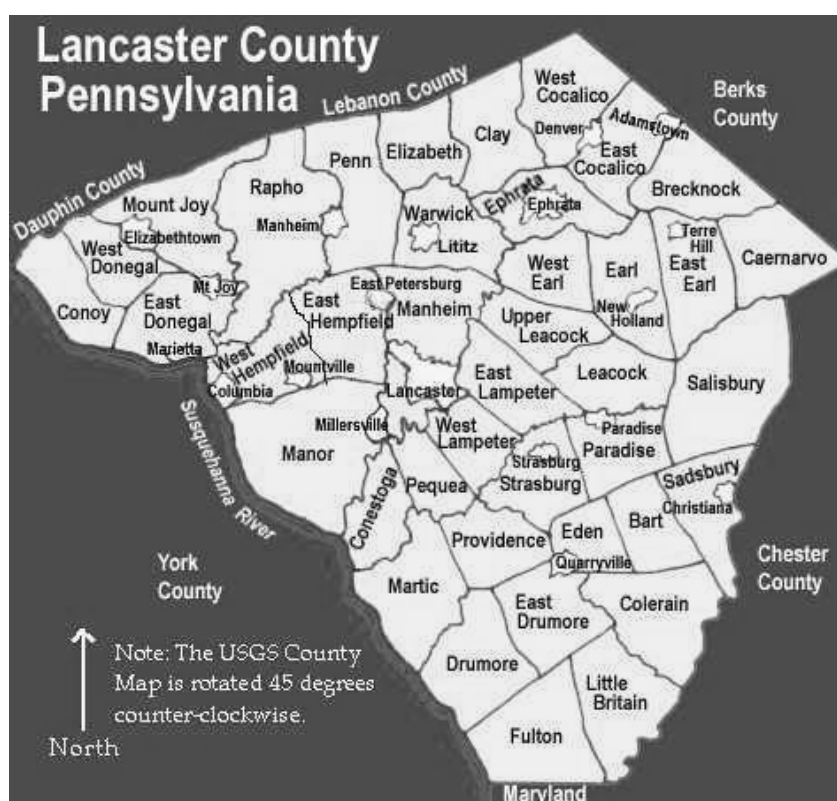 Lancaster County
Pennsylvania
Lebanon County
Dauphin County
Berks
County
West
Cocalico
Denver
Adamstown
East
Cocalico
Clay
Elizabeth
Penn
Rapho
Mount Joy
Elizabethtown
West
Donegal
Manheim
Warwick
Lititz
Ephrata
Ephrata
Brecknock
Terre
Hill
Caernarvo
East
Earl
Earl
West
Earl
New
Holland
Conoy
East
Donegal
Mt Joy
Marietta
East
Hempfield
East Petersburg
Manheim
Upper
Leacock
West
Hempfield
Mountville
Columbia
Lancaster
East
Lampeter
Leacock
Salisbury
Susquehanna River
Manor
Millersville
West
Lampeter
Strasburg
Strasburg
Paradise
Paradise
Sadsbury
Christiana
Conestoga
Pequea
Providence
Eden
Bart
Quarryville
Chester
County
York
County
Martic
East
Drumore
Colerain
Drumore
Little
Britain
Fulton
Maryland
Note: The USGS County
Map is rotated 45 degrees
counter-clockwise.
North